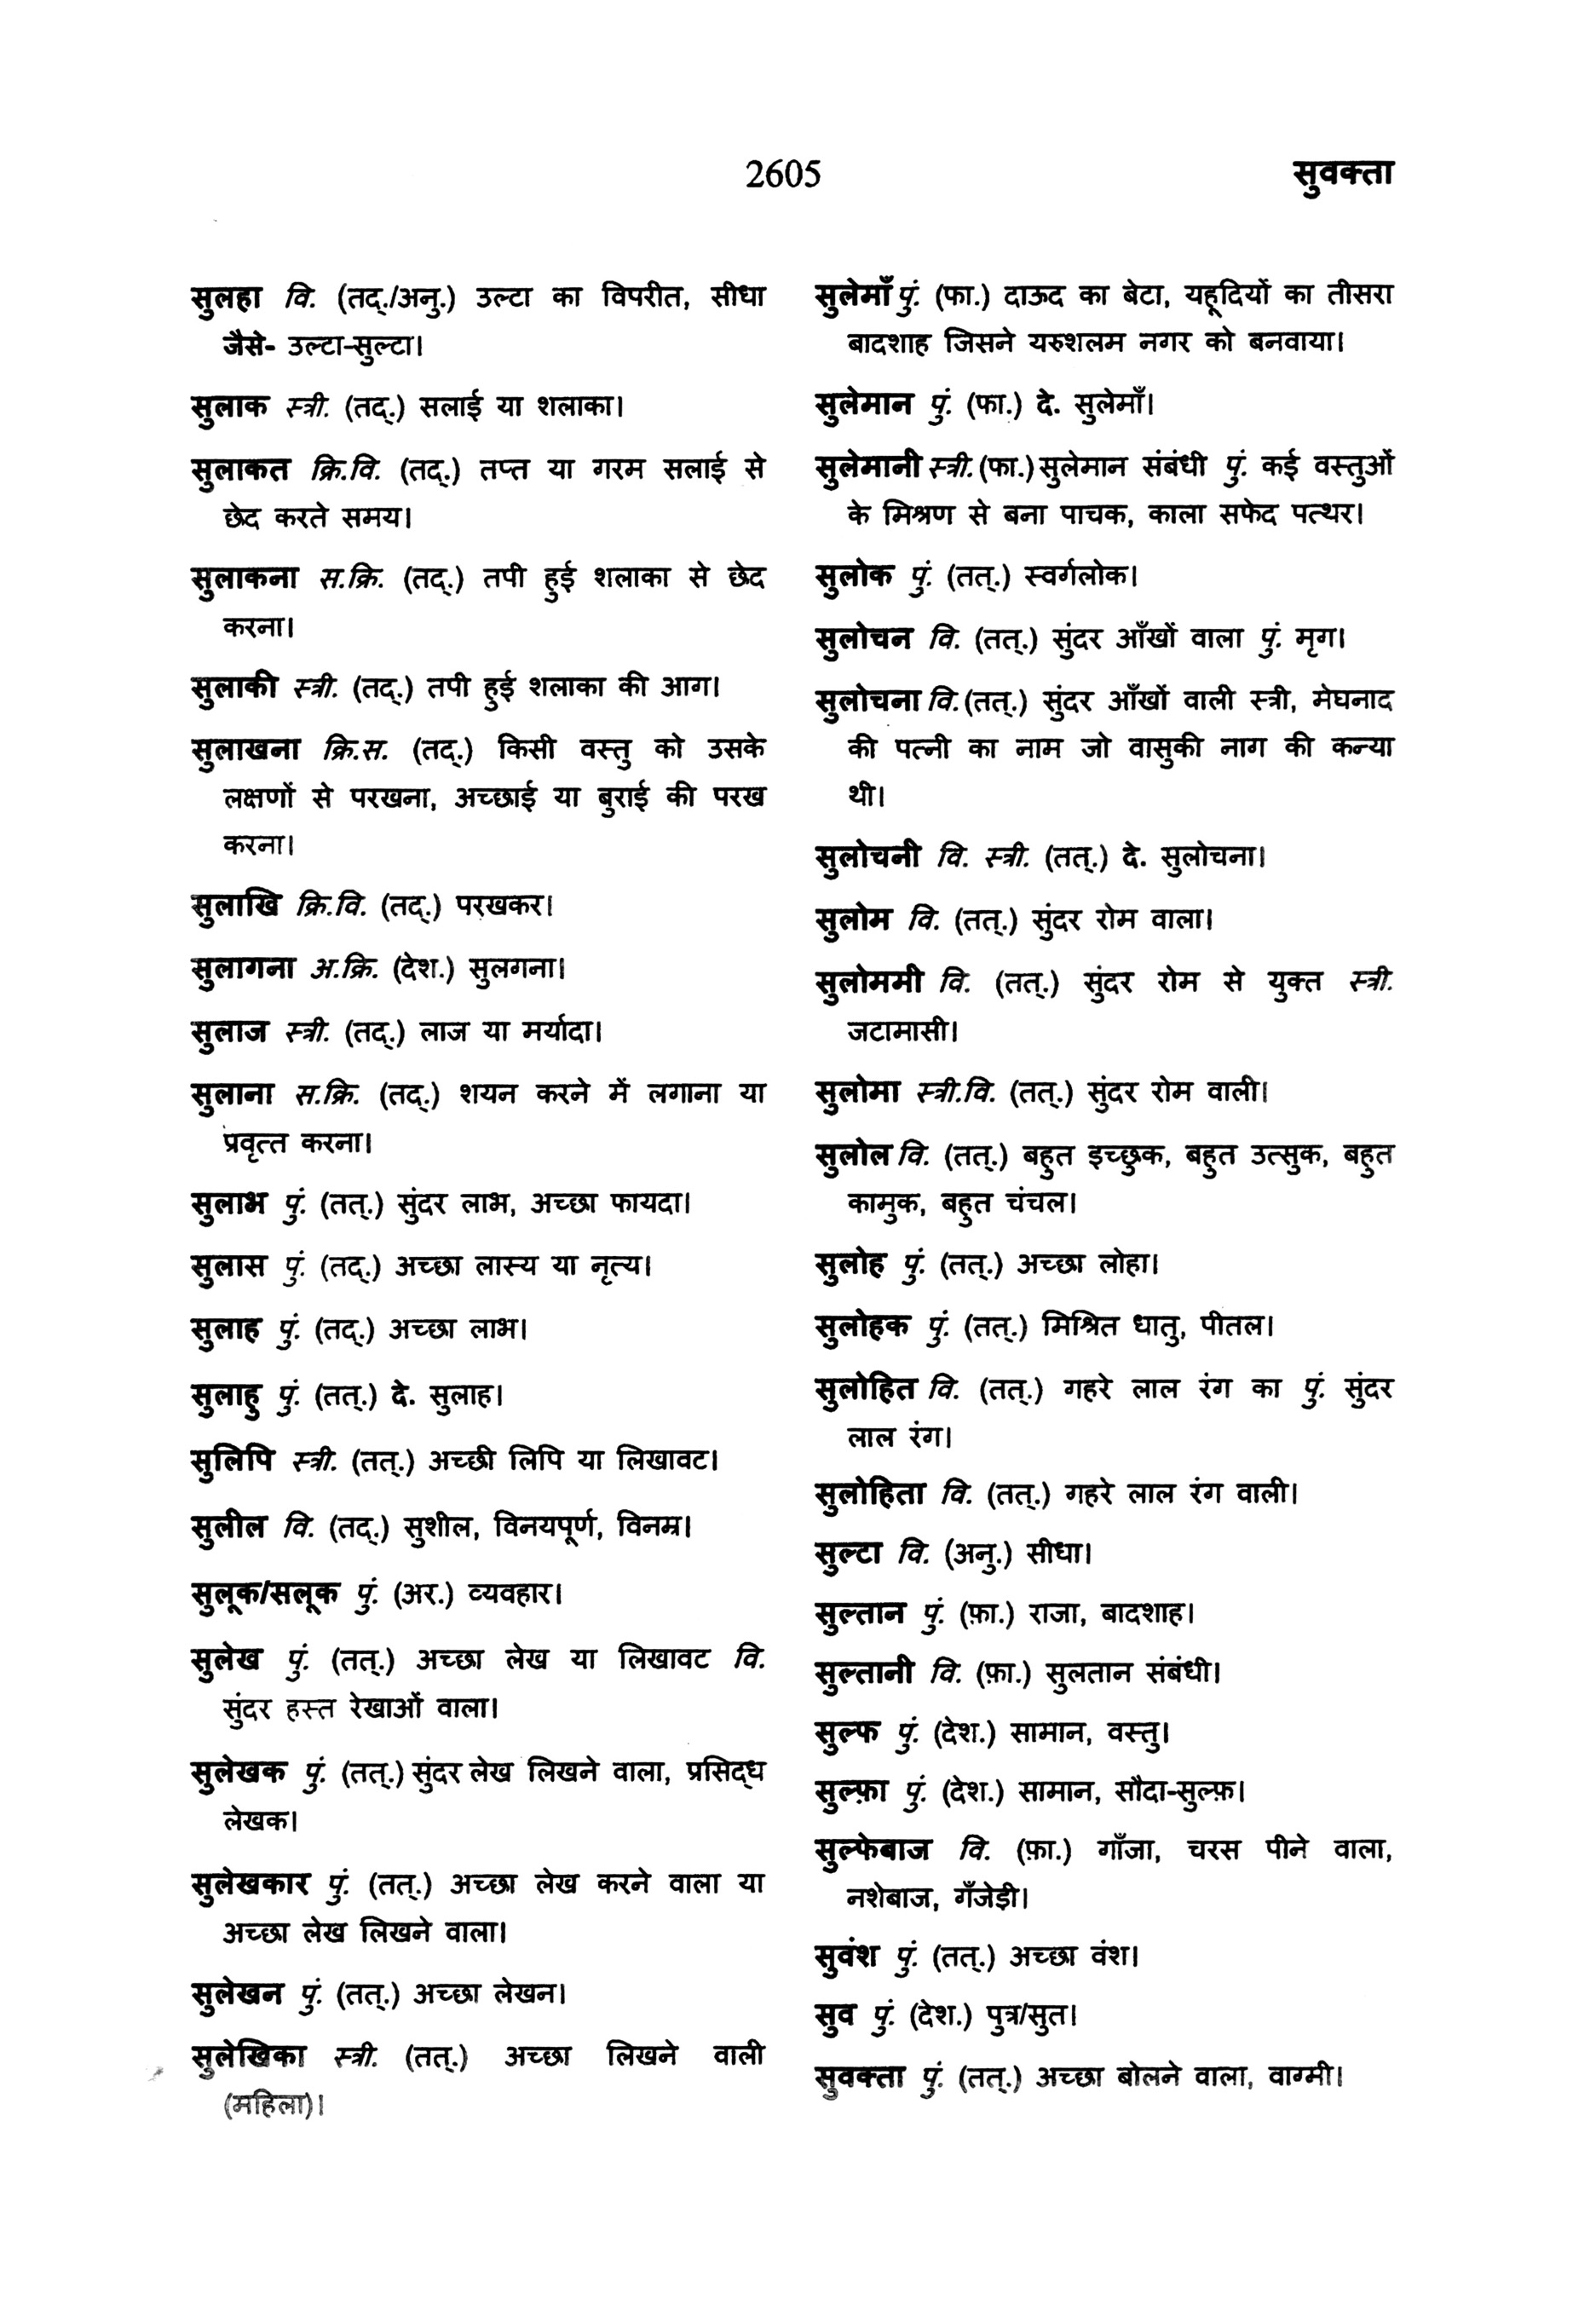 2605
सुवक्ता
सुलहा वि. (तद्./अनु.) उल्टा का विपरीत, सीधा
जैसे- उल्टा-सुल्टा।
सुलाक स्त्री. (तद्.) सलाई या शलाका।
सुलाकत क्रि.वि. (तद्.) तप्त या गरम सलाई से
छेद करते समय।
सुलाकना स.क्रि. (तद्.) तपी हुई शलाका से छेद
करना।
सुलाकी स्त्री. (तद्.) तपी हुई शलाका की आग।
सुलाखना क्रि.स. (तद्.) किसी वस्तु को उसके
लक्षणों से परखना, अच्छाई या बुराई की परख
करना।
सुलाखि क्रि.वि. (तद्.) परखकर।
सुलागना अ.क्रि. (देश.) सुलगना।
सुलाज स्त्री. (तद्.) लाज या मर्यादा।
सुलाना स.क्रि. (तद्.) शयन करने में लगाना या
प्रवृत्त करना।
सुलाभ पुं. (तत्.) सुंदर लाभ, अच्छा फायदा।
सुलास पुं. (तद्.) अच्छा लास्य या नृत्य।
सुलाह पुं. (तद्.) अच्छा लाभ।
सुलाहु पुं. (तत्.) दे. सुलाह।
सुलिपि स्त्री. (तत्.) अच्छी लिपि या लिखावट।
सुलील वि. (तद्.) सुशील, विनयपूर्ण, विनम्र।
सुलूक/सलूक पुं. (अर.) व्यवहार।
सुलेख पुं. (तत्.) अच्छा लेख या लिखावट वि.
सुंदर हस्त रेखाओं वाला।
सुलेखक पुं. (तत्.) सुंदर लेख लिखने वाला, प्रसिद्ध
लेखक।
सुलेखकार पुं. (तत्.) अच्छा लेख करने वाला या
अच्छा लेख लिखने वाला।
सुलेखन पुं. (तत्.) अच्छा लेखन।
सुलेखिका स्त्री. (तत्.) अच्छा लिखने वाली
(महिला)।
सुलेमाँ पुं. (फा.) दाऊद का बेटा, यहूदियों का तीसरा
बादशाह जिसने यरुशलम नगर को बनवाया।
सुलेमान पुं. (फा.) दे. सुलेमाँ।
सुलेमानी स्त्री. (फा.) सुलेमान संबंधी पुं. कई वस्तुओं
के मिश्रण से बना पाचक, काला सफेद पत्थर।
सुलोक पुं. (तत्.) स्वर्गलोक।
सुलोचन वि. (तत्.) सुंदर आँखों वाला पुं. मृग।
सुलोचना वि. (तत्.) सुंदर आँखों वाली स्त्री, मेघनाद
की पत्नी का नाम जो वासुकी नाग की कन्या
थी।
सुलोचनी वि. स्त्री. (तत्.) दे. सुलोचना।
सुलोम वि. (तत्.) सुंदर रोम वाला।
सुलोममी वि. (तत्.) सुंदर रोम से युक्त स्त्री.
जटामासी।
सुलोमा स्त्री.वि. (तत्.) सुंदर रोम वाली।
सुलोल वि. (तत्.) बहुत इच्छुक, बहुत उत्सुक, बहुत
कामुक, बहुत चंचल।
सुलोह पुं. (तत्.) अच्छा लोहा।
सुलोहक पुं. (तत्.) मिश्रित धातु, पीतल।
सुलोहित वि. (तत्.) गहरे लाल रंग का पुं. सुंदर
लाल रंग।
सुलोहिता वि. (तत्.) गहरे लाल रंग वाली।
सुल्टा वि. (अनु.) सीधा।
सुल्तान पुं. (फ़ा.) राजा, बादशाह।
सुल्तानी वि. (फ़ा.) सुलतान संबंधी।
सुल्फ पुं. (देश.) सामान, वस्तु।
सुल्फ़ा पुं. (देश.) सामान, सौदा-सुल्फ़।
सुल्फेबाज वि. (फ़ा.) गाँजा, चरस पीने वाला,
नशेबाज, गँजेड़ी।
सुवंश पुं. (तत्.) अच्छा वंश।
सुव पुं. (देश.) पुत्र/सुत।
सुवक्ता पुं. (तत्.) अच्छा बोलने वाला, वाग्मी।